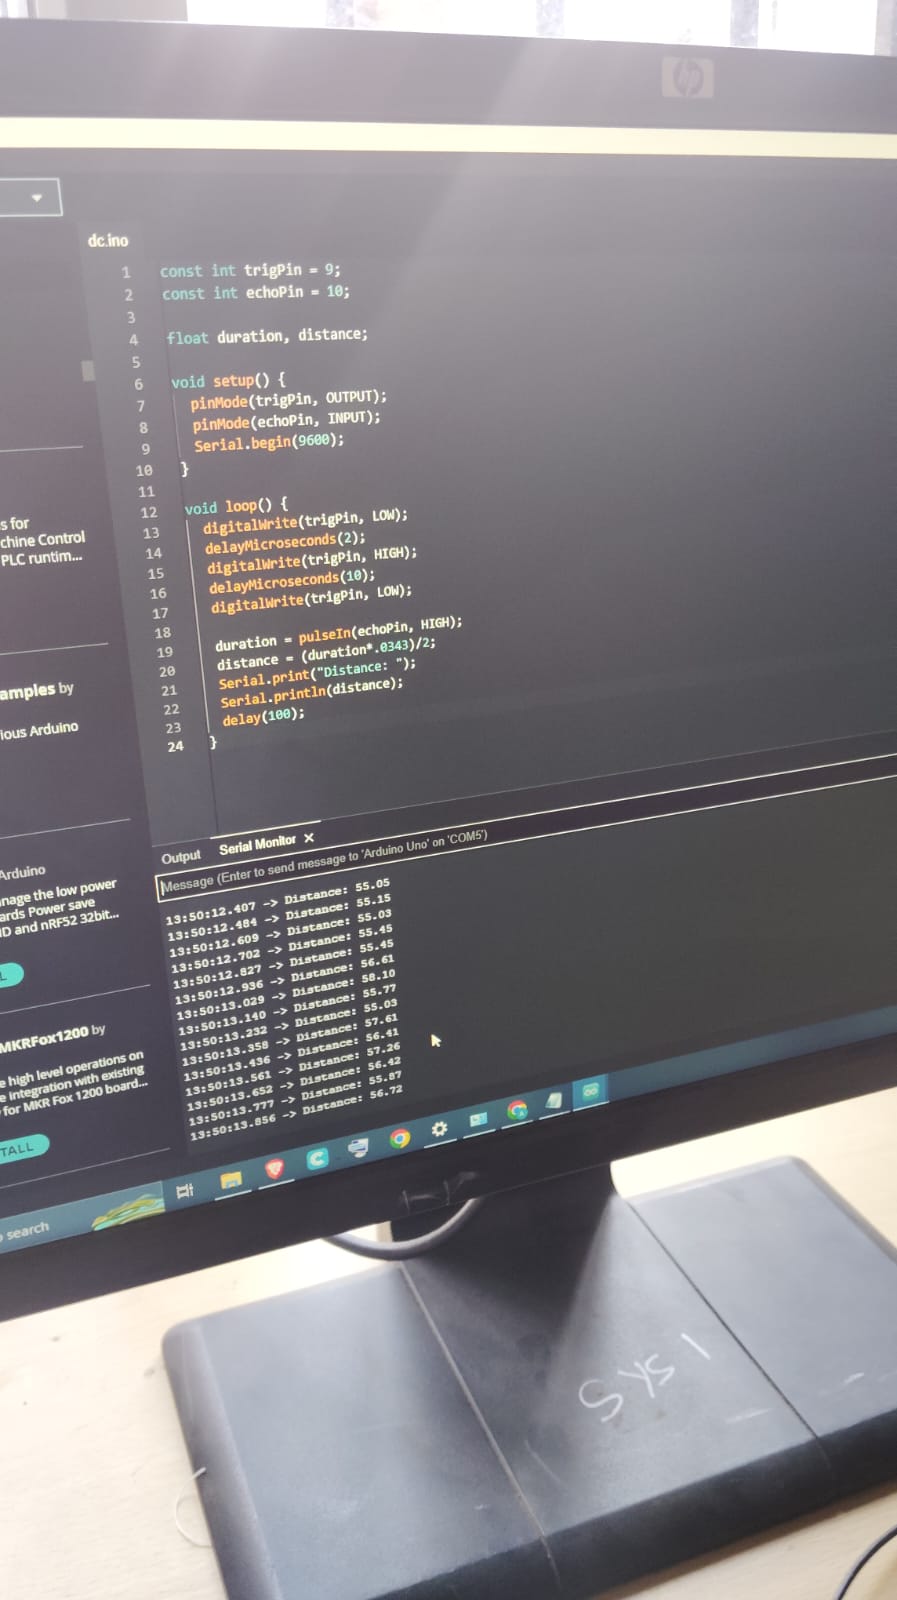 hp
dc.ino
1 const int trigPin = 9;
2 const int echoPin = 10;
3
4 float duration, distance;
5
6 void setup() {
7 pinMode(trigPin, OUTPUT);
8 pinMode(echoPin, INPUT);
9 Serial.begin(9600);
10 }
11
12 void loop() {
13 digitalWrite(trigPin, LOW);
14 delayMicroseconds(2);
15 digitalWrite(trigPin, HIGH);
16 delayMicroseconds(10);
17 digitalWrite(trigPin, LOW);
18
19 duration = pulseIn(echoPin, HIGH);
20 distance = (duration*.0343)/2;
21 Serial.print("Distance: ");
22 Serial.println(distance);
23 delay(100);
24 }
s for
chine Control
PLC runtim...
amples by
ious Arduino
Arduino
nage the low power
ards Power save
D and nRF52 32bit...
L
MKRFox1200 by
e high level operations on
e integration with existing
for MKR Fox 1200 board...
TALL
Output Serial Monitor ×
Message (Enter to send message to 'Arduino Uno' on 'COM5')
13:50:12.407 -> Distance: 55.05
13:50:12.484 -> Distance: 55.15
13:50:12.609 -> Distance: 55.03
13:50:12.702 -> Distance: 55.45
13:50:12.827 -> Distance: 55.45
13:50:12.936 -> Distance: 56.61
13:50:13.029 -> Distance: 58.10
13:50:13.140 -> Distance: 55.77
13:50:13.232 -> Distance: 55.03
13:50:13.358 -> Distance: 57.61
13:50:13.436 -> Distance: 56.41
13:50:13.561 -> Distance: 57.26
13:50:13.652 -> Distance: 56.42
13:50:13.777 -> Distance: 55.87
13:50:13.856 -> Distance: 56.72
search
SYS 1